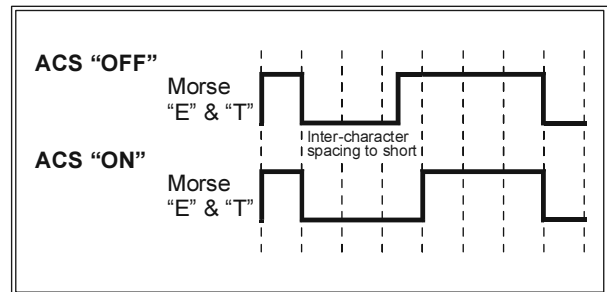 ACS “OFF”
Morse
“E” & “T”
Inter-character
spacing to short
ACS “ON”
Morse
“E” & “T”